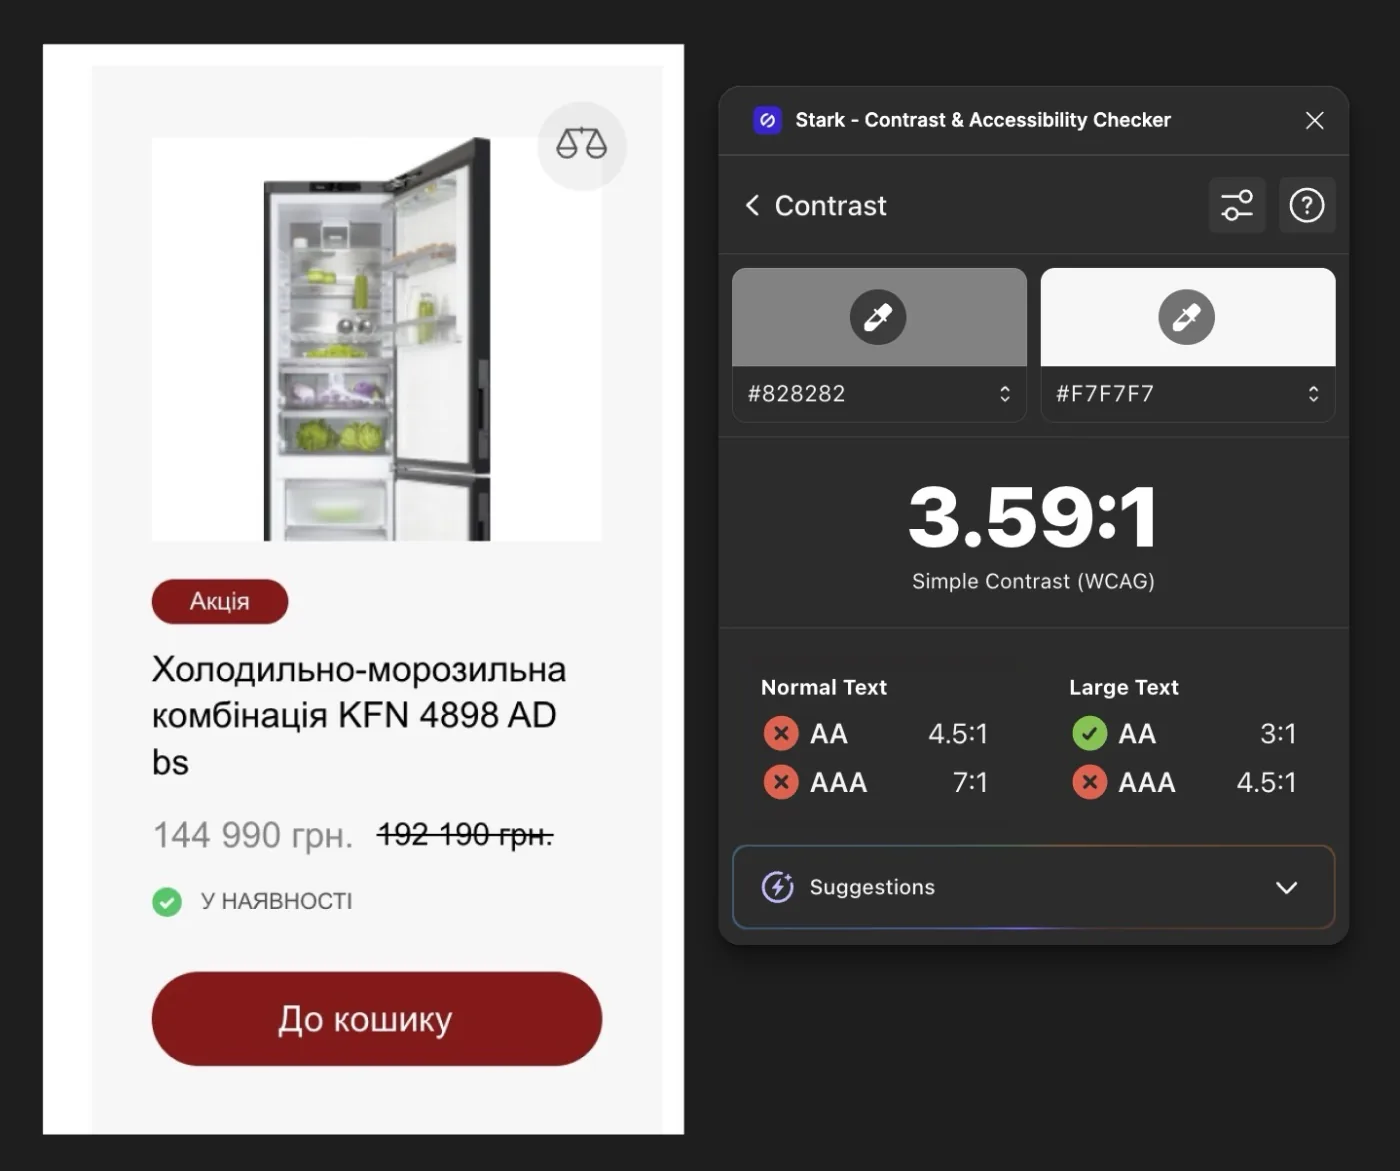 Акція
Холодильно-морозильна
комбінація KFN 4898 AD
bs
144 990 грн. 192 190 грн.
У НАЯВНОСТІ
До кошику
Stark - Contrast & Accessibility Checker
Contrast
#828282 #F7F7F7
3.59:1
Simple Contrast (WCAG)
Normal Text Large Text
AA 4.5:1 AA 3:1
AAA 7:1 AAA 4.5:1
Suggestions